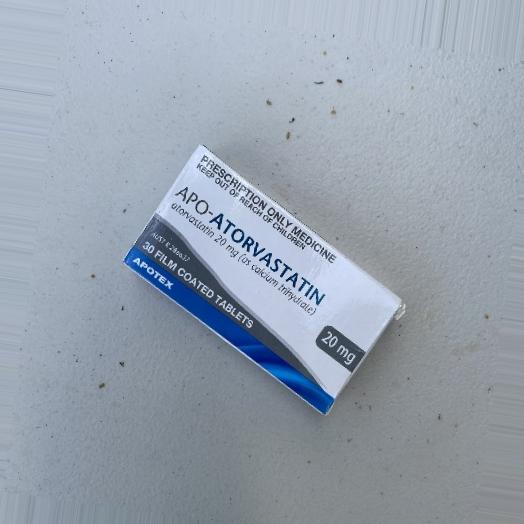 PRESCRIPTION ONLY MEDICINE
KEEP OUT OF REACH OF CHILDREN
APO-ATORVASTATIN
atorvastatin 20 mg (as calcium trihydrate)
AUST R
30 FILM COATED TABLETS
20 mg
APOTEX